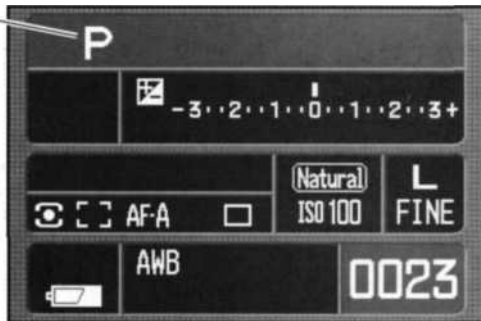 P
-3··2··1··0··1··2··3+
Natural L
AF-A ISO 100 FINE
AWB 0023